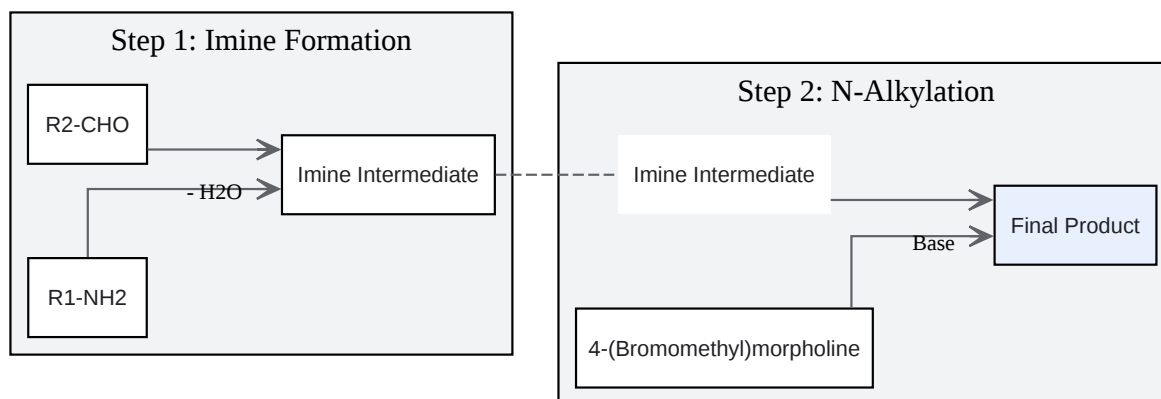 Step 1: Imine Formation
R2-CHO
Imine Intermediate
- H2O
R1-NH2
Step 2: N-Alkylation
Imine Intermediate
Final Product
Base
4-(Bromomethyl)morpholine